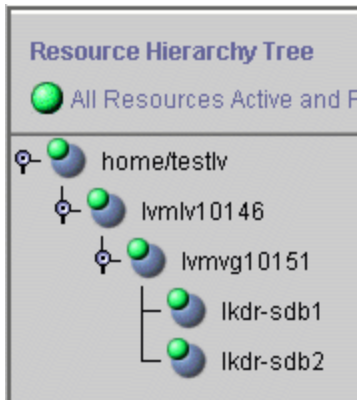 Resource Hierarchy Tree
All Resources Active and
home/testlv
lvmlv10146
lvmvg10151
lkdr-sdb1
lkdr-sdb2